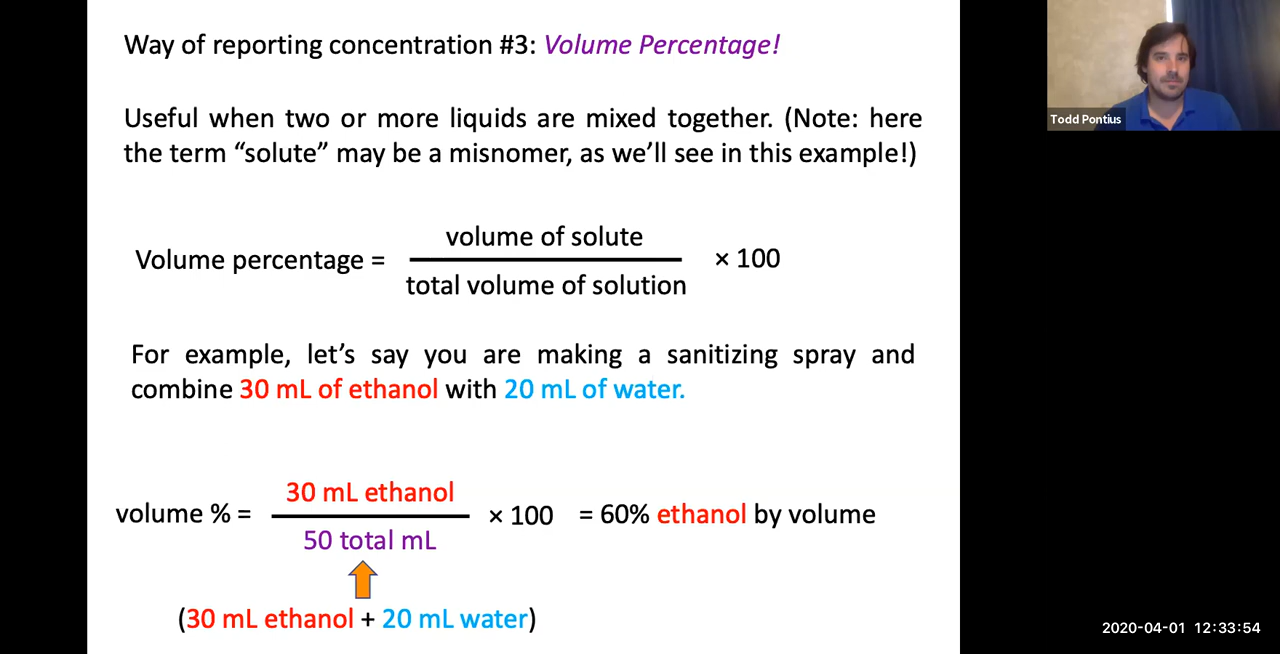 Way of reporting concentration #3: Volume Percentage!
Useful when two or more liquids are mixed together. (Note: here
the term “solute” may be a misnomer, as we’ll see in this example!)
volume of solute
Volume percentage =
× 100
total volume of solution
For example, let’s say you are making a sanitizing spray and
combine 30 mL of ethanol with 20 mL of water.
30 mL ethanol
volume % =
× 100 = 60% ethanol by volume
50 total mL
(30 mL ethanol + 20 mL water)
Todd Pontius
2020-04-01 12:33:54